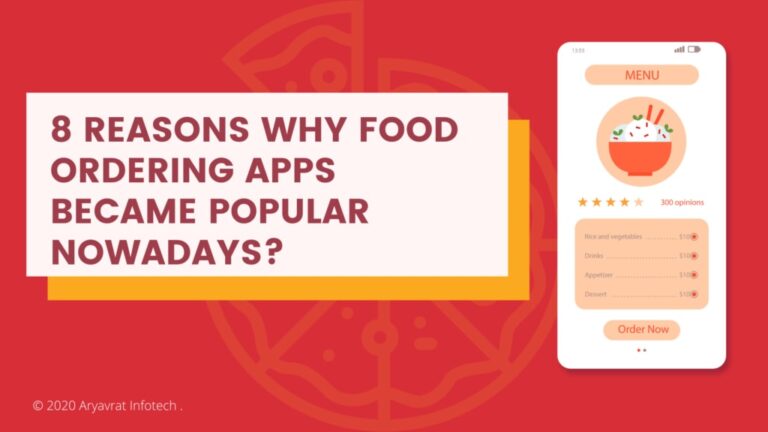 8 REASONS WHY FOOD
ORDERING APPS
BECAME POPULAR
NOWADAYS?
MENU
300 opinions
Rice and vegetables
Drinks
Appetizer
Dessert
Order Now
© 2020 Aryavrat Infotech .